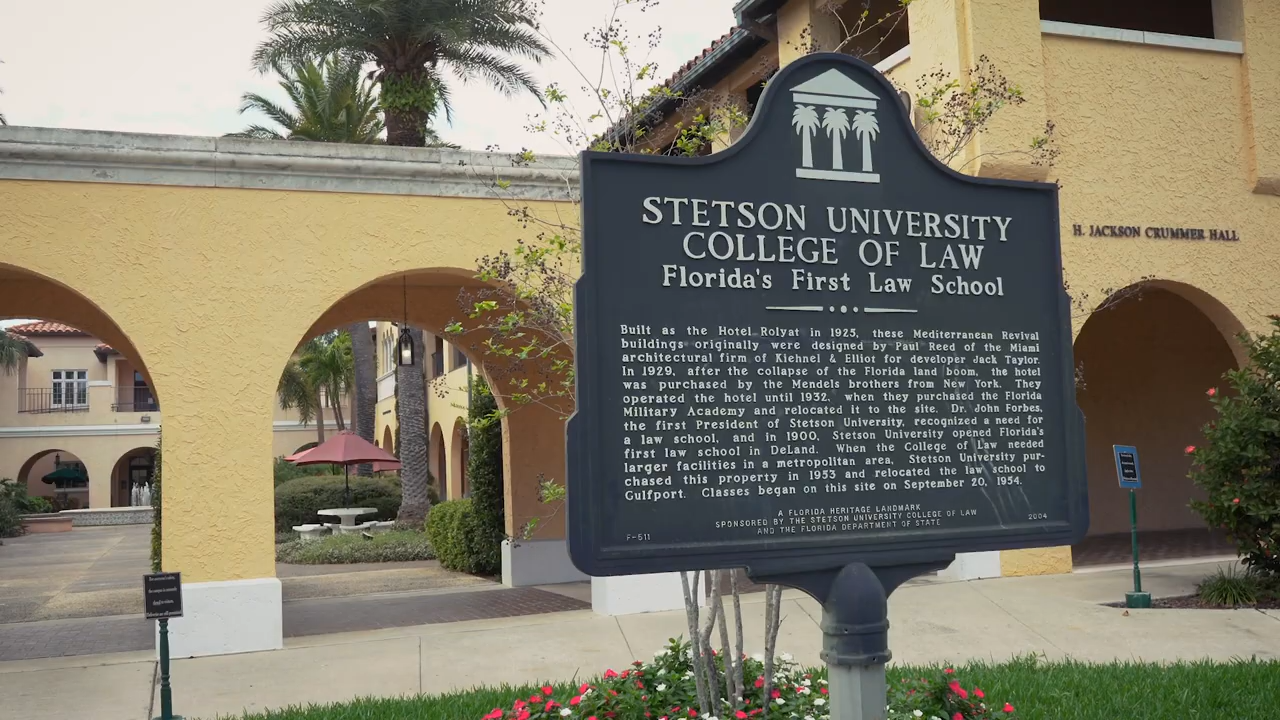 STETSON UNIVERSITY
COLLEGE OF LAW
Florida's First Law School
Built as the Hotel Rolyat in 1925, these Mediterranean Revival
buildings originally were designed by Paul Reed of the Miami
architectural firm of Kiehnel & Elliot for developer Jack Taylor.
In 1929, after the collapse of the Florida land boom, the hotel
was purchased by the Mendels brothers from New York. They
operated the hotel until 1932, when they purchased the Florida
Military Academy and relocated it to the site. Dr. John Forbes,
the first President of Stetson University, recognized a need for
a law school, and in 1900, Stetson University opened Florida's
first law school in DeLand. When the College of Law needed
larger facilities in a metropolitan area, Stetson University pur-
chased this property in 1953 and relocated the law school to
Gulfport. Classes began on this site on September 20, 1954.
A FLORIDA HERITAGE LANDMARK
SPONSORED BY THE STETSON UNIVERSITY COLLEGE OF LAW
AND THE FLORIDA DEPARTMENT OF STATE
F-511
2004
H. JACKSON CRUMMER HALL